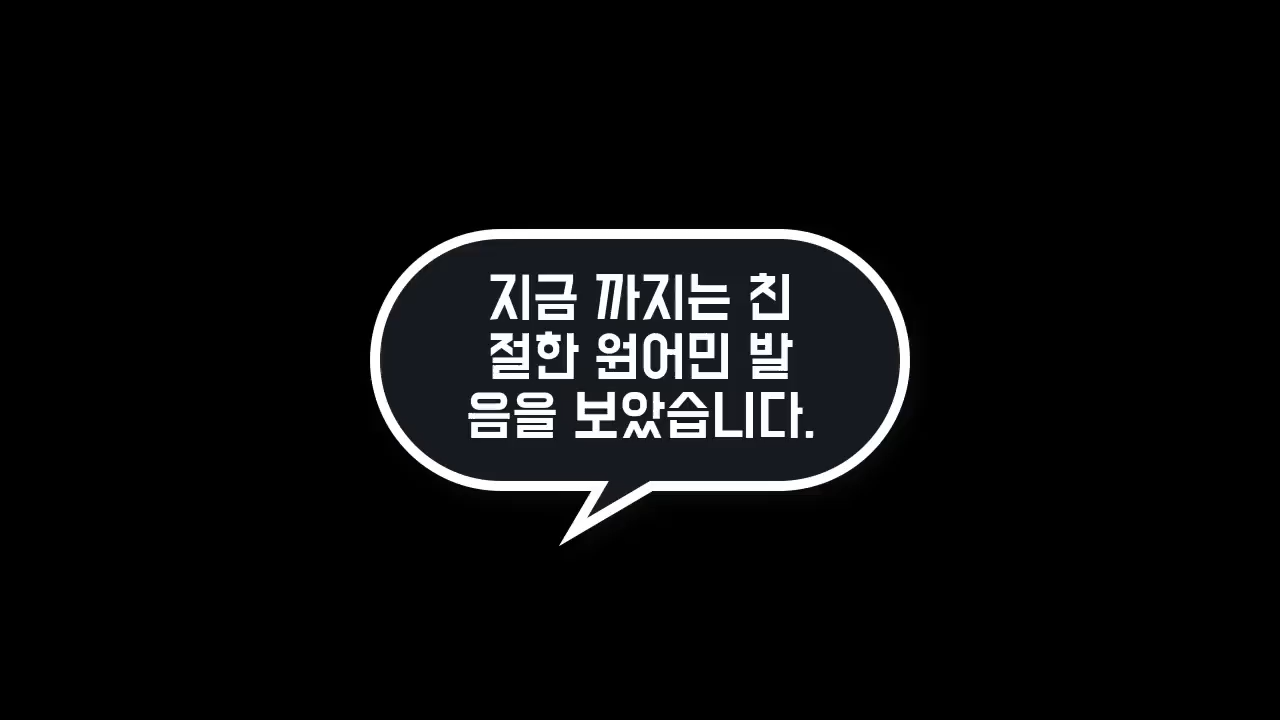 지금 까지는 친
절한 원어민 발
음을 보았습니다.